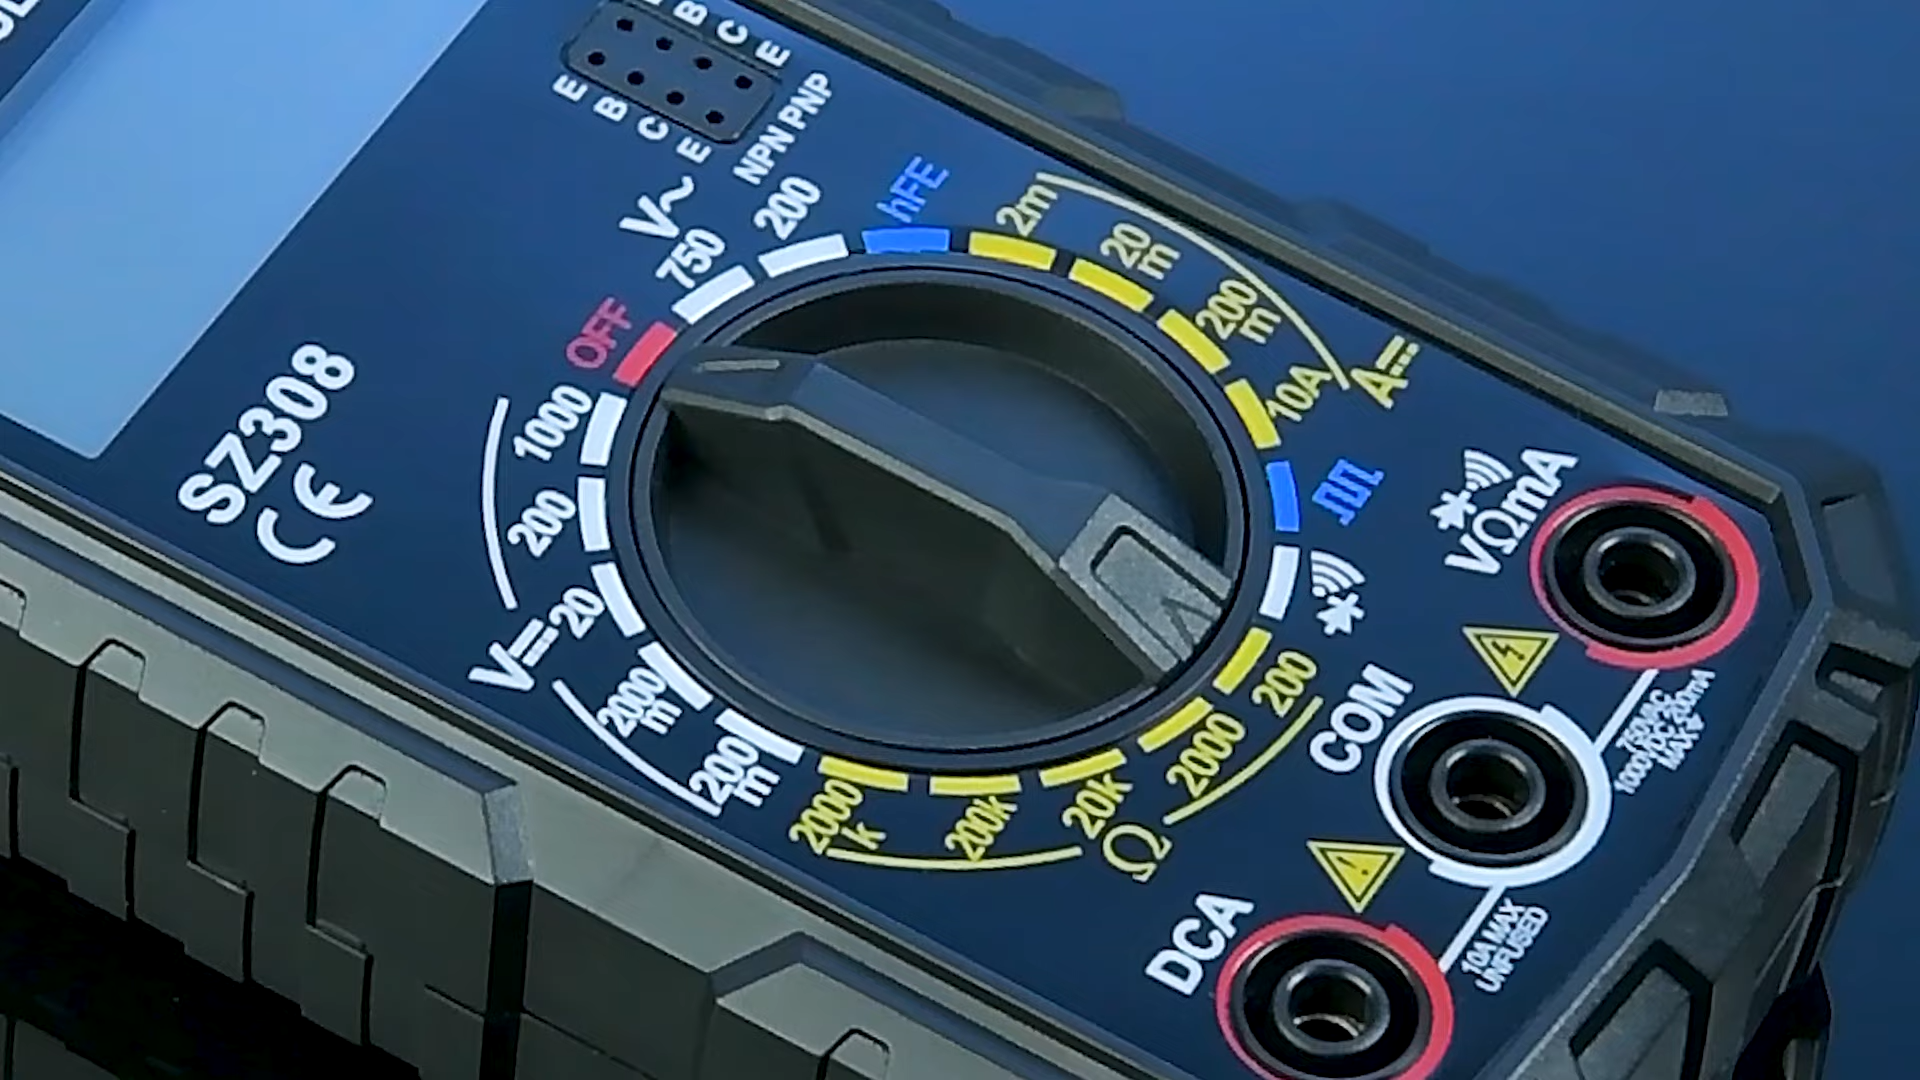 B C E
E B C E
NPN PNP
V~
750
200
hFE
2m
20m
200m
10A
A
OFF
1000
200
20
V
2000m
200m
2000k
200k
20k
2000
200
Ω
SZ308
CE
VΩmA
COM
DCA
750VAC
1000VDC 200mA
MAX
10A MAX
UNFUSED